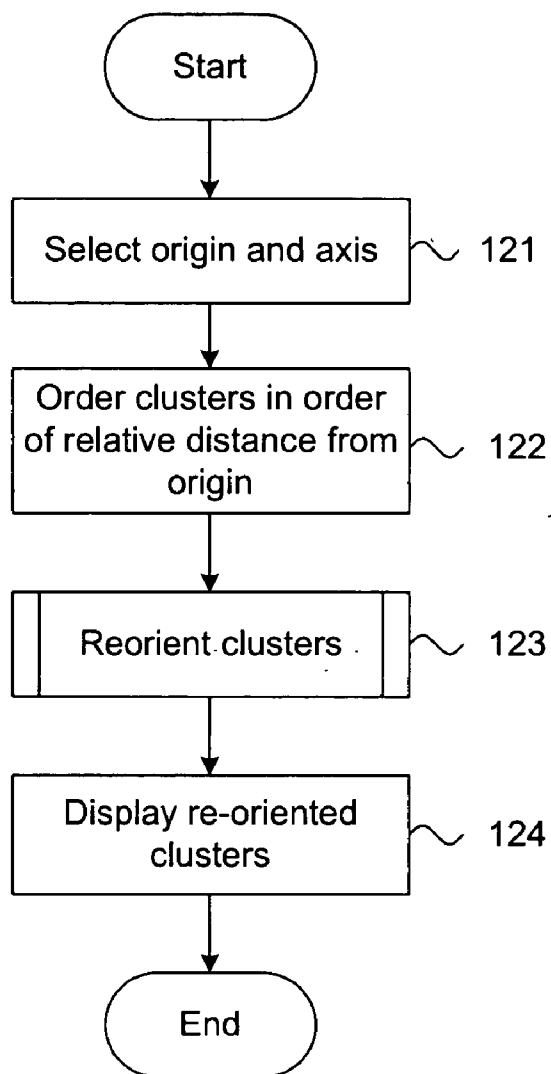 Start
Select origin and axis
121
Order clusters in order
of relative distance from
origin
122
Reorient clusters
123
Display re-oriented
clusters
124
End